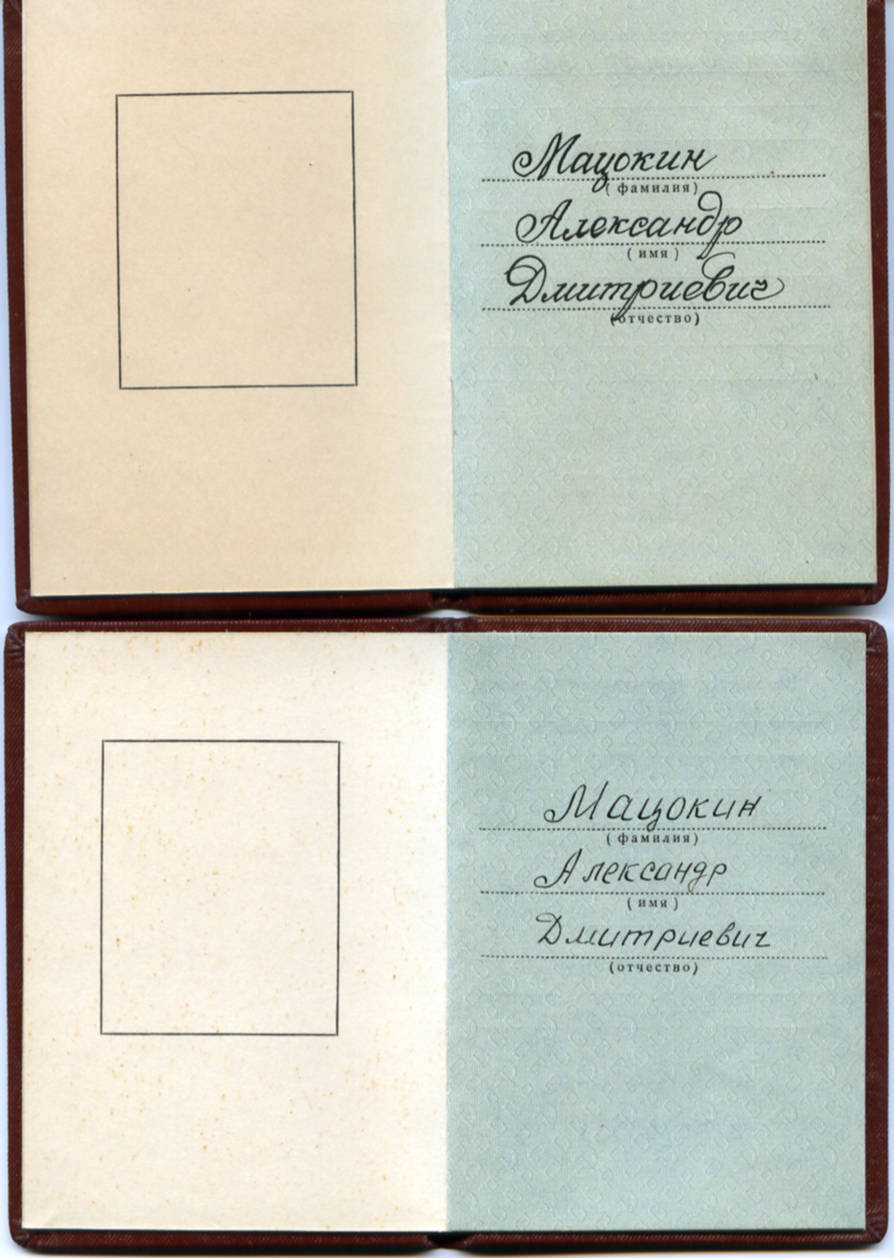 Мацокин
(фамилия)
Александр
(имя)
Дмитриевич
(отчество)
Мацокин
(фамилия)
Александр
(имя)
Дмитриевич
(отчество)